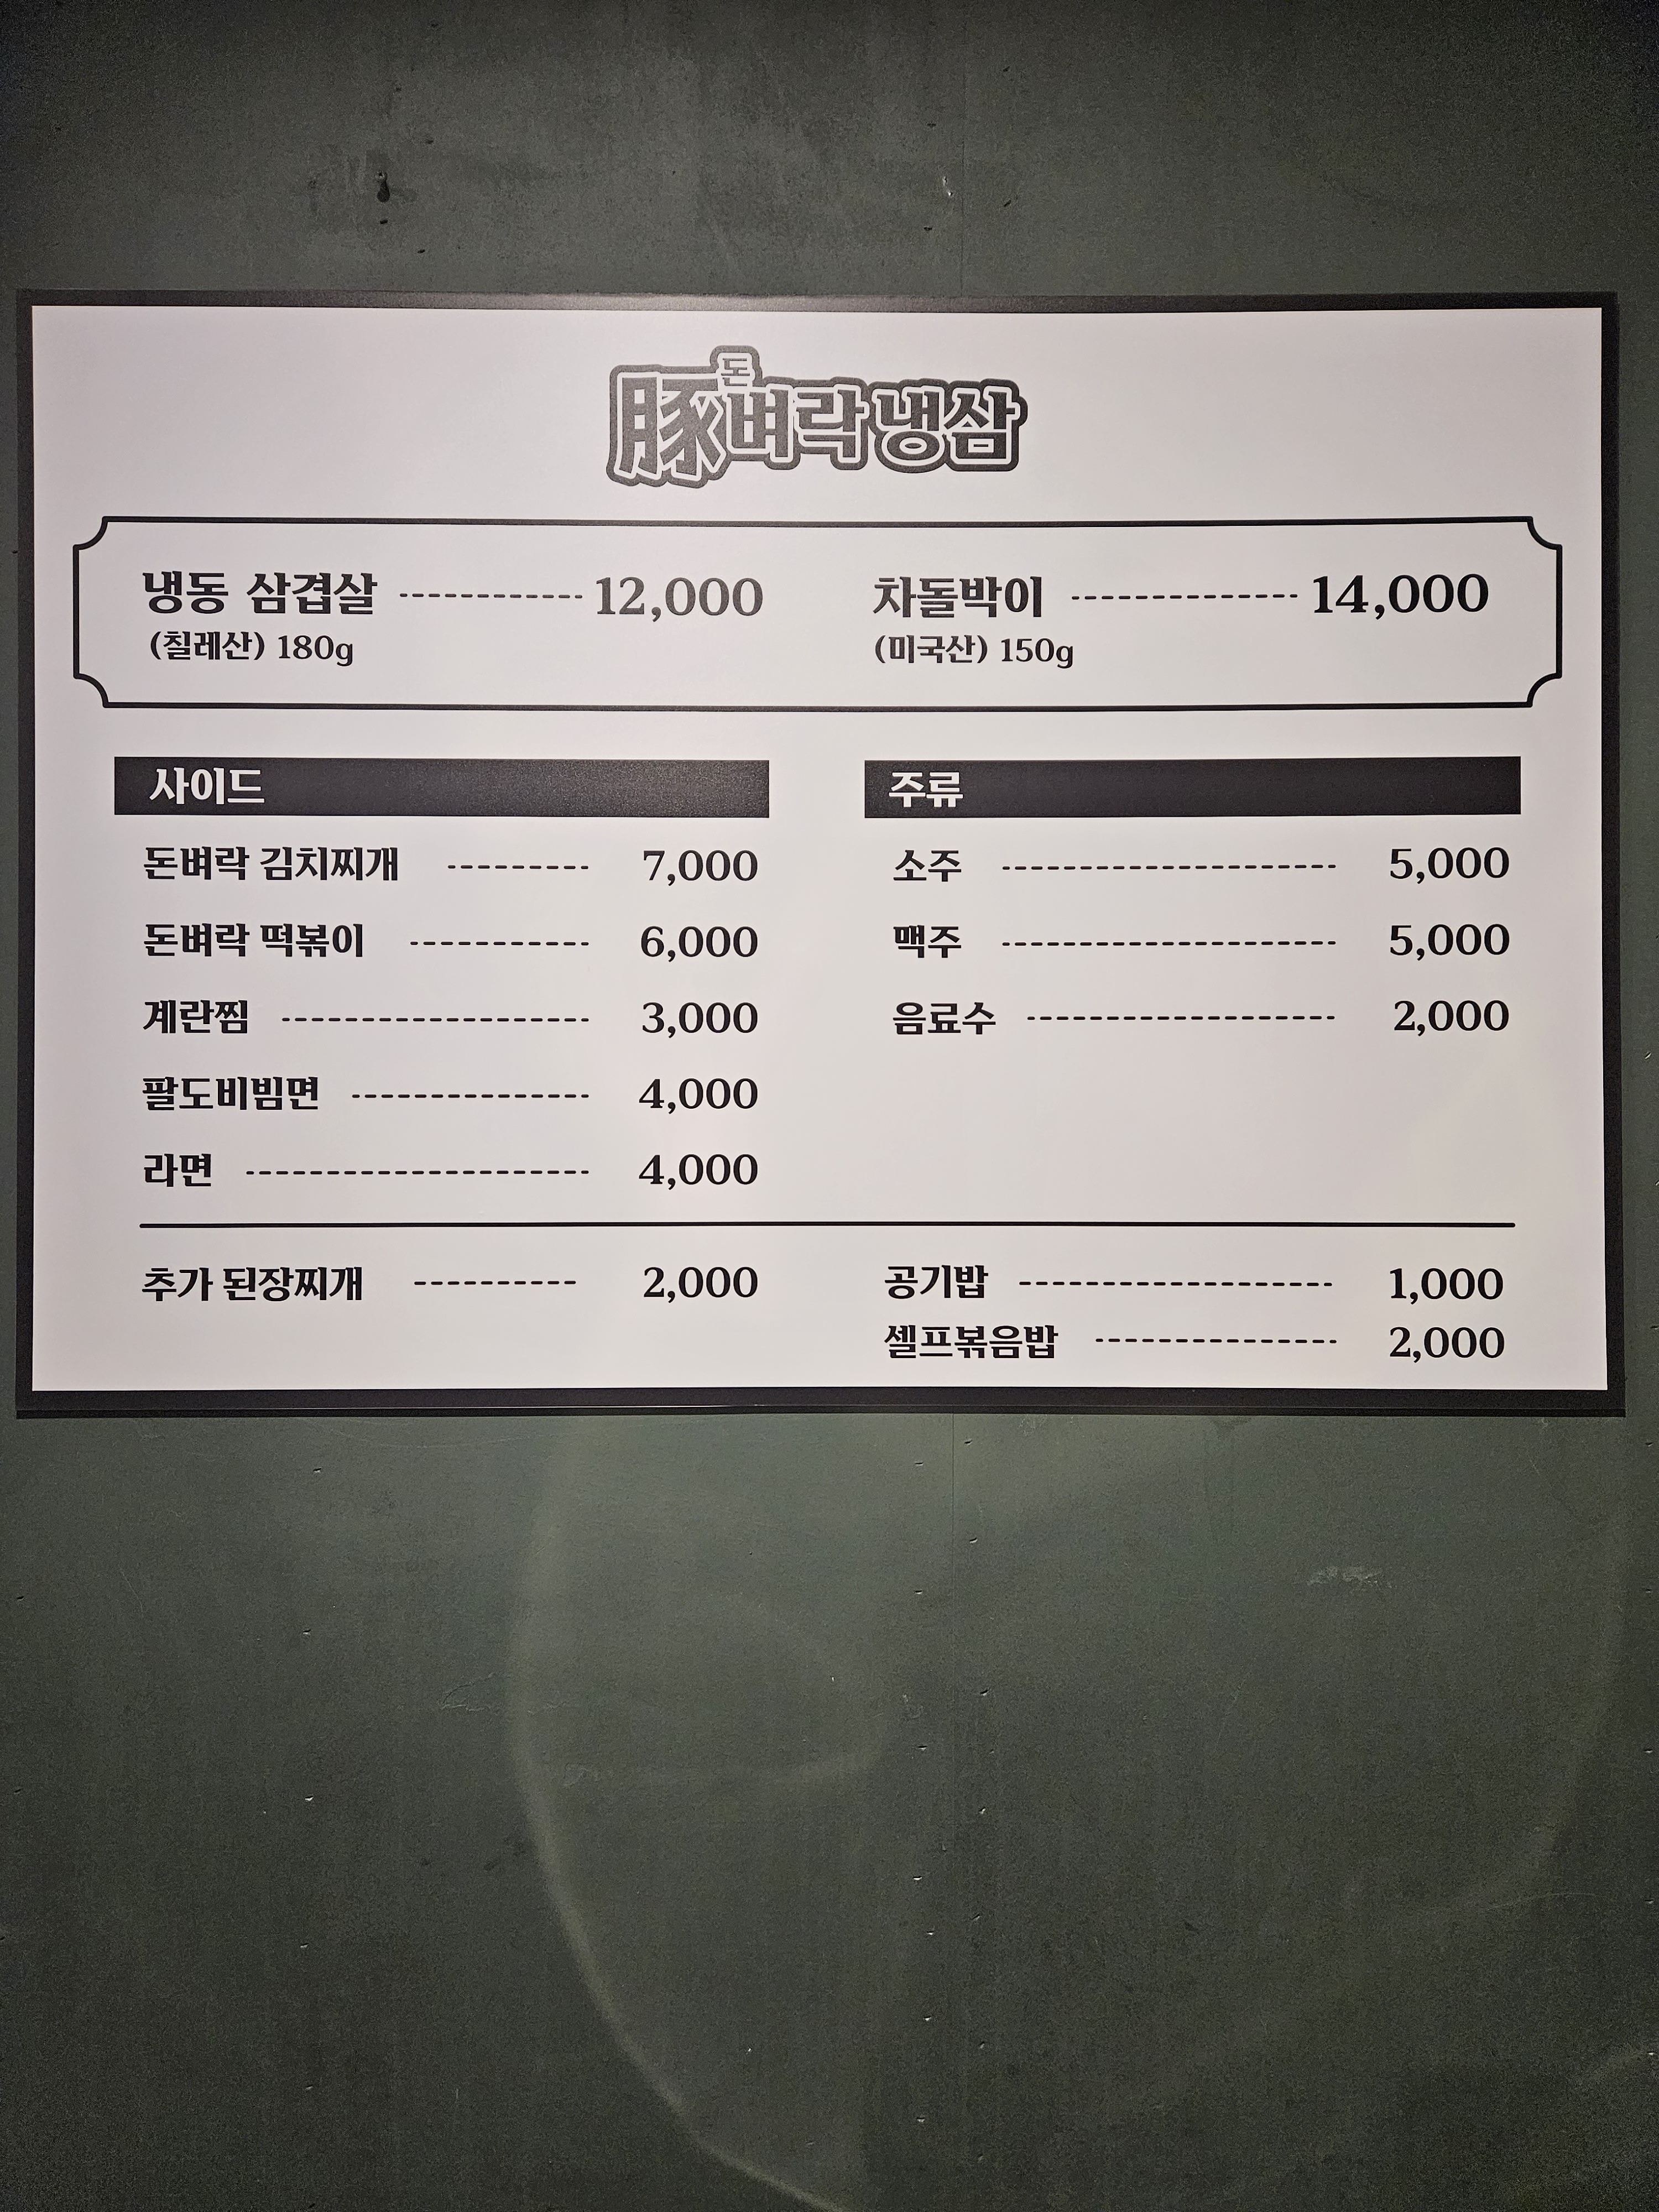 豚돈벼락냉삼
냉동 삼겹살 ------------ 12,000
(칠레산) 180g
차돌박이 -------------- 14,000
(미국산) 150g
사이드
돈벼락 김치찌개 --------- 7,000
돈벼락 떡볶이 ----------- 6,000
계란찜 ------------------- 3,000
팔도비빔면 -------------- 4,000
라면 --------------------- 4,000
주류
소주 -------------------- 5,000
맥주 -------------------- 5,000
음료수 ------------------- 2,000
추가 된장찌개 ---------- 2,000
공기밥 ------------------- 1,000
셀프볶음밥 -------------- 2,000